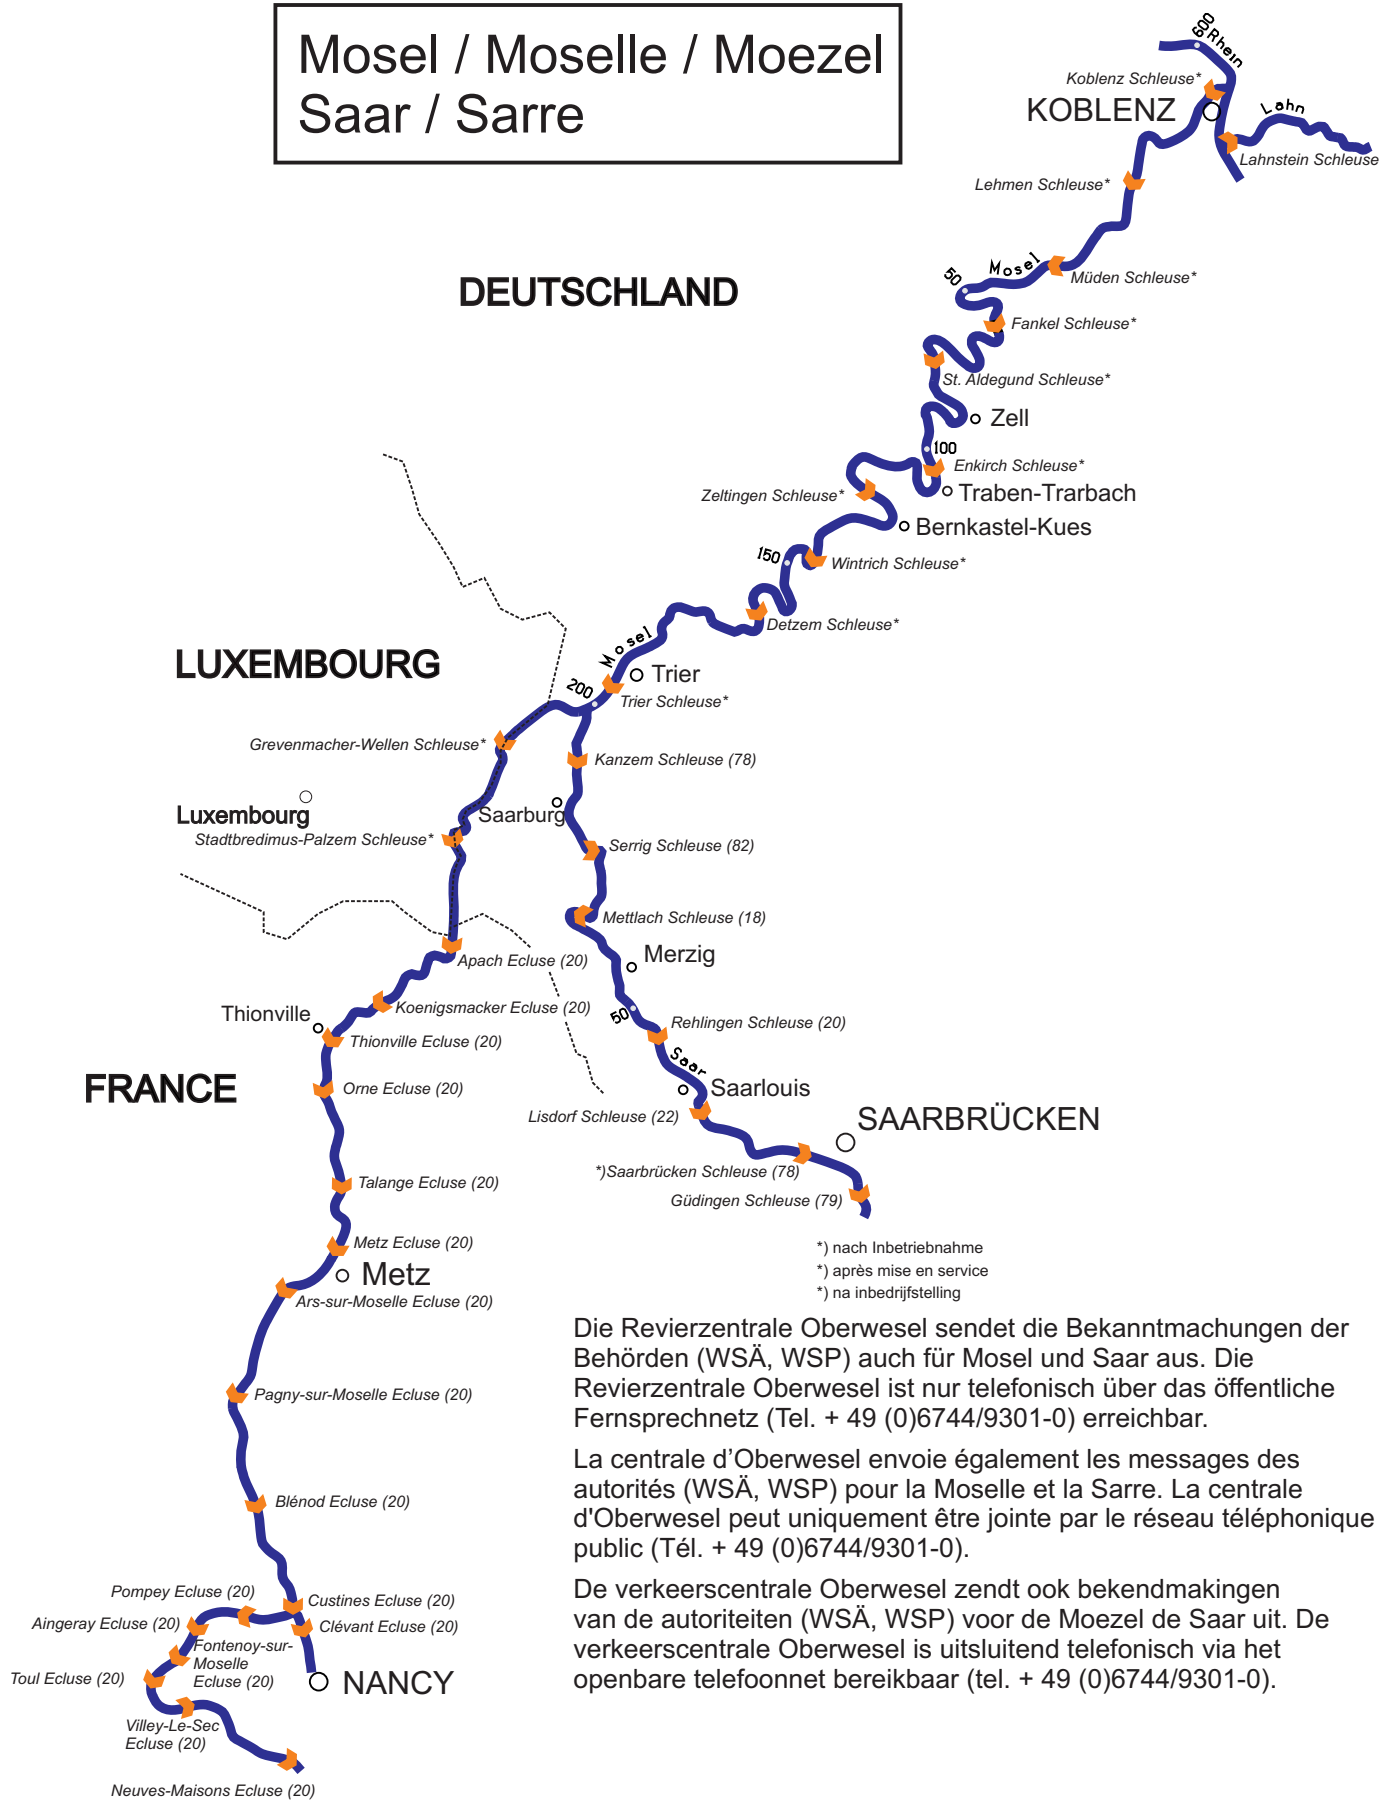 Mosel / Moselle / Moezel
Saar / Sarre
600
Rhein
Koblenz Schleuse*
KOBLENZ
Lahn
Lahnstein Schleuse
Lehmen Schleuse*
DEUTSCHLAND
50
Mosel
Müden Schleuse*
Fankel Schleuse*
St. Aldegund Schleuse*
Zell
100
Enkirch Schleuse*
Zeltingen Schleuse*
Traben-Trarbach
Bernkastel-Kues
150
Wintrich Schleuse*
Detzem Schleuse*
LUXEMBOURG
Mosel
Trier
200
Trier Schleuse*
Grevenmacher-Wellen Schleuse*
Kanzem Schleuse (78)
Luxembourg
Saarburg
Stadtbredimus-Palzem Schleuse*
Serrig Schleuse (82)
Mettlach Schleuse (18)
Merzig
Apach Ecluse (20)
Koenigsmacker Ecluse (20)
Thionville
50
Rehlingen Schleuse (20)
Thionville Ecluse (20)
Saar
FRANCE
Orne Ecluse (20)
Saarlouis
Lisdorf Schleuse (22)
SAARBRÜCKEN
*)Saarbrücken Schleuse (78)
Talange Ecluse (20)
Güdingen Schleuse (79)
Metz Ecluse (20)
Metz
Ars-sur-Moselle Ecluse (20)
*) nach Inbetriebnahme
*) après mise en service
*) na inbedrijfstelling
Die Revierzentrale Oberwesel sendet die Bekanntmachungen der
Behörden (WSÄ, WSP) auch für Mosel und Saar aus. Die
Revierzentrale Oberwesel ist nur telefonisch über das öffentliche
Fernsprechnetz (Tel. + 49 (0)6744/9301-0) erreichbar.
La centrale d’Oberwesel envoie également les messages des
autorités (WSÄ, WSP) pour la Moselle et la Sarre. La centrale
d'Oberwesel peut uniquement être jointe par le réseau téléphonique
public (Tél. + 49 (0)6744/9301-0).
De verkeerscentrale Oberwesel zendt ook bekendmakingen
van de autoriteiten (WSÄ, WSP) voor de Moezel de Saar uit. De
verkeerscentrale Oberwesel is uitsluitend telefonisch via het
openbare telefoonnet bereikbaar (tel. + 49 (0)6744/9301-0).
Pagny-sur-Moselle Ecluse (20)
Blénod Ecluse (20)
Pompey Ecluse (20)
Custines Ecluse (20)
Aingeray Ecluse (20)
Clévant Ecluse (20)
Fontenoy-sur-
Moselle
Ecluse (20)
Toul Ecluse (20)
NANCY
Villey-Le-Sec
Ecluse (20)
Neuves-Maisons Ecluse (20)